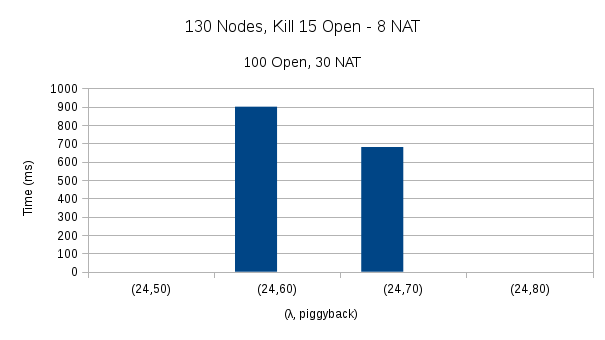 130 Nodes, Kill 15 Open - 8 NAT
100 Open, 30 NAT
1000
900
800
700
600
500
400
300
200
100
0
Time (ms)
(24,50) (24,60) (24,70) (24,80)
(λ, piggyback)